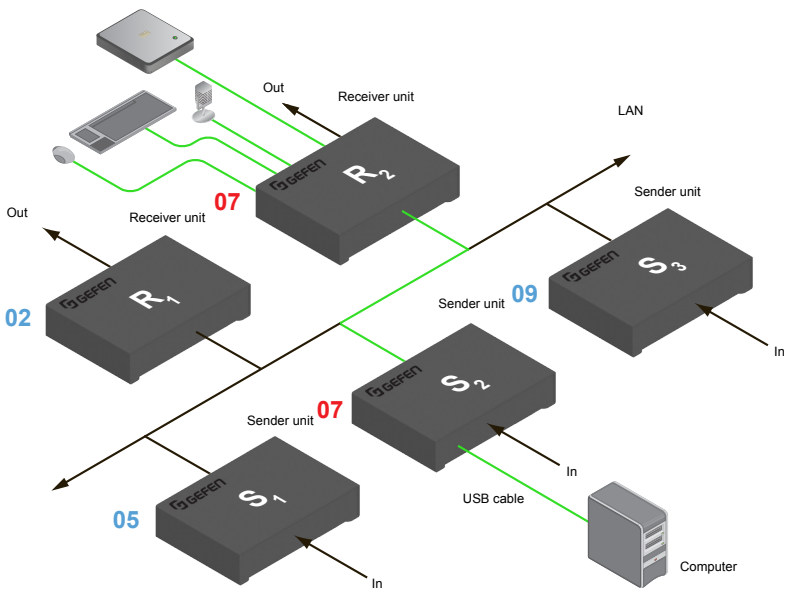 Out
Receiver unit
LAN
GEFEN
R2
07
Sender unit
Out
Receiver unit
GEFEN
S3
09
GEFEN
R1
02
Sender unit
In
GEFEN
S2
07
Sender unit
In
GEFEN
S1
USB cable
05
Computer
In